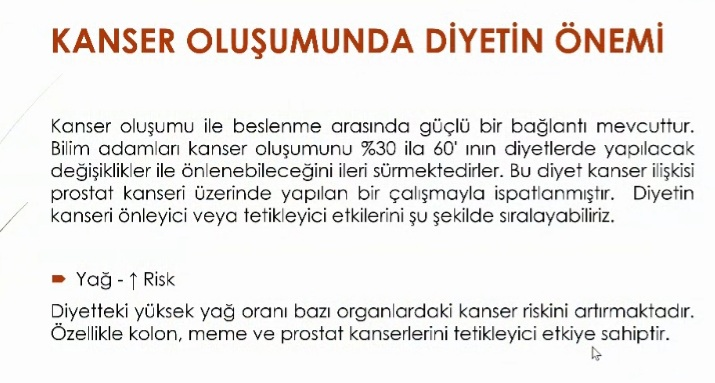 KANSER OLUŞUMUNDA DİYETİN ÖNEMİ
Kanser oluşumu ile beslenme arasında güçlü bir bağlantı mevcuttur.
Bilim adamları kanser oluşumunu %30 ila 60' ının diyetlerde yapılacak
değişiklikler ile önlenebileceğini ileri sürmektedirler. Bu diyet kanser ilişkisi
prostat kanseri üzerinde yapılan bir çalışmayla ispatlanmıştır. Diyetin
kanseri önleyici veya tetikleyici etkilerini şu şekilde sıralayabiliriz.
Yağ - ↑ Risk
Diyetteki yüksek yağ oranı bazı organlardaki kanser riskini artırmaktadır.
Özellikle kolon, meme ve prostat kanserlerini tetikleyici etkiye sahiptir.